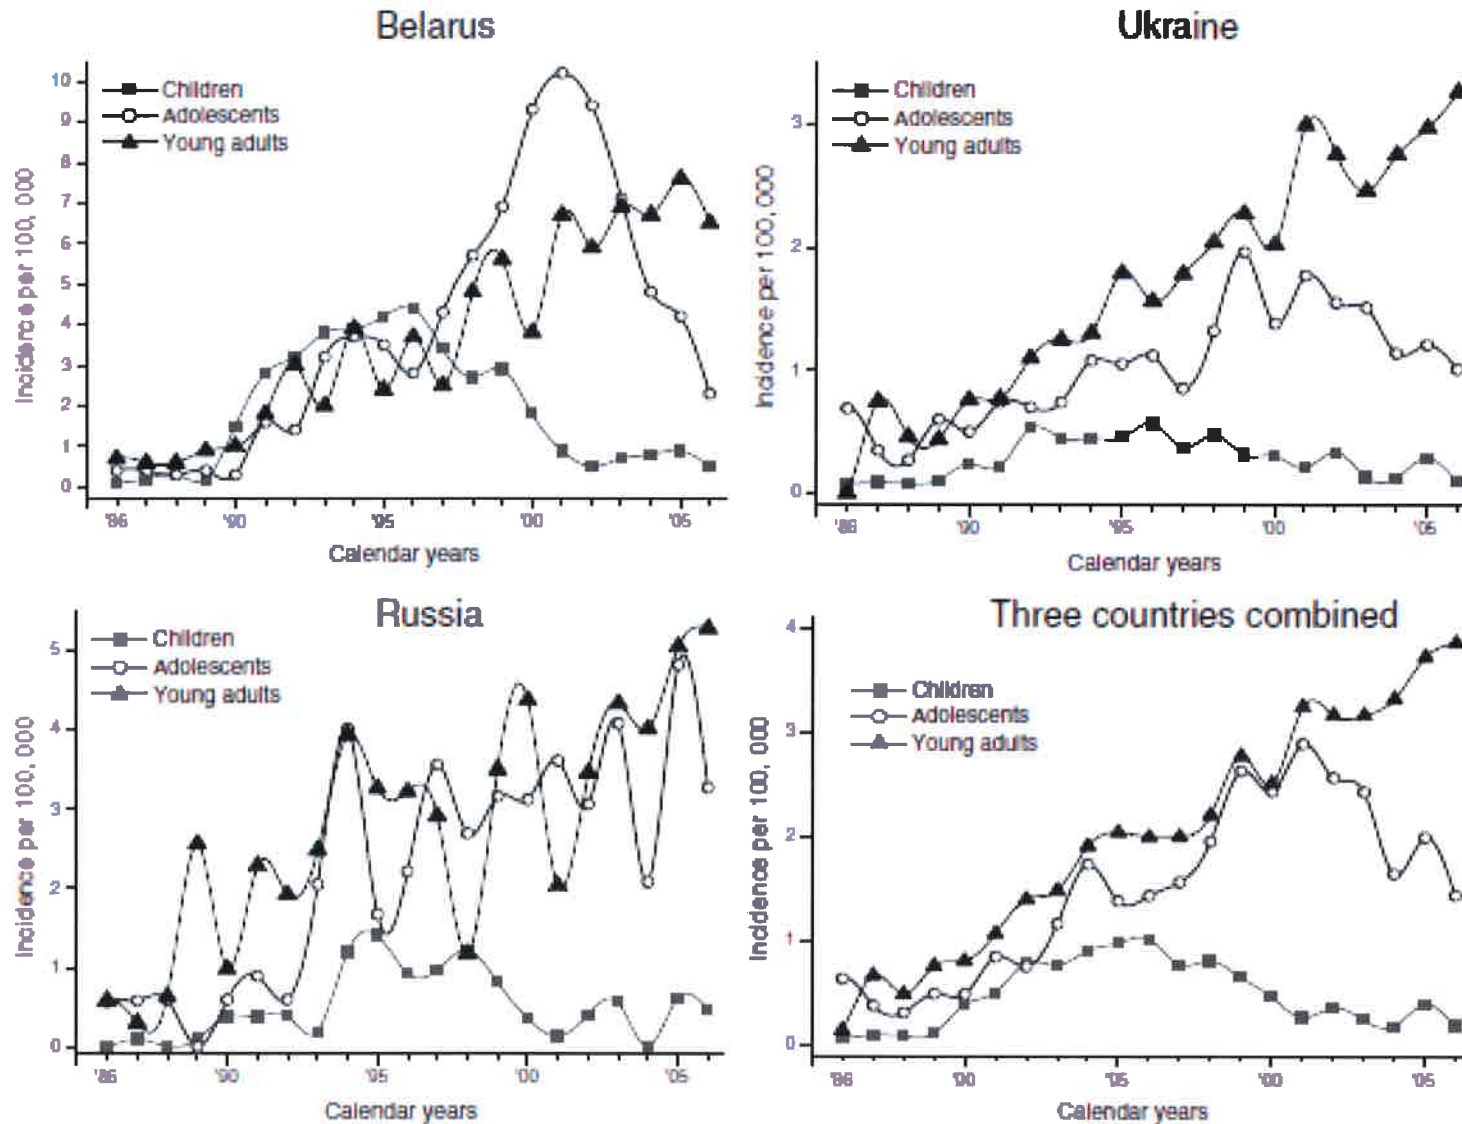 Belarus
Children
Adolescents
Young adults
10
9
8
7
6
5
4
3
2
1
0
Incidence per 100, 000
'86
'90
'95
'00
'05
Calendar years
Ukraine
Children
Adolescents
Young adults
3
2
1
0
Incidence per 100,000
'86
'90
'95
'00
'05
Calendar years
Russia
Children
Adolescents
Young adults
5
4
3
2
1
0
Incidence per 100, 000
'86
'90
'95
'00
'05
Calendar years
Three countries combined
Children
Adolescents
Young adults
4
3
2
1
0
Incidence per 100, 000
'86
'90
'95
'00
'05
Calendar years